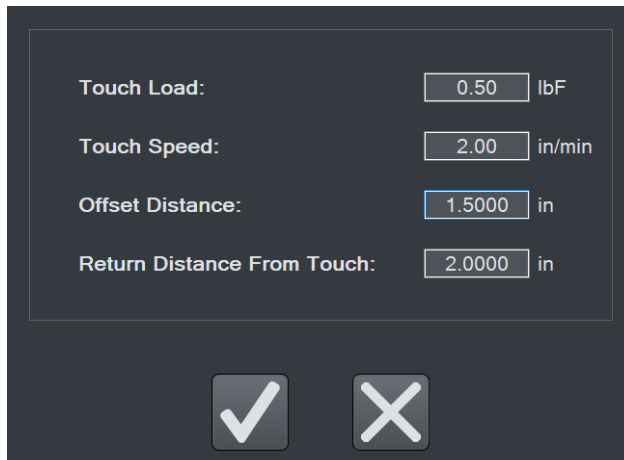 Touch Load: 0.50 lbF
Touch Speed: 2.00 in/min
Offset Distance: 1.5000 in
Return Distance From Touch: 2.0000 in